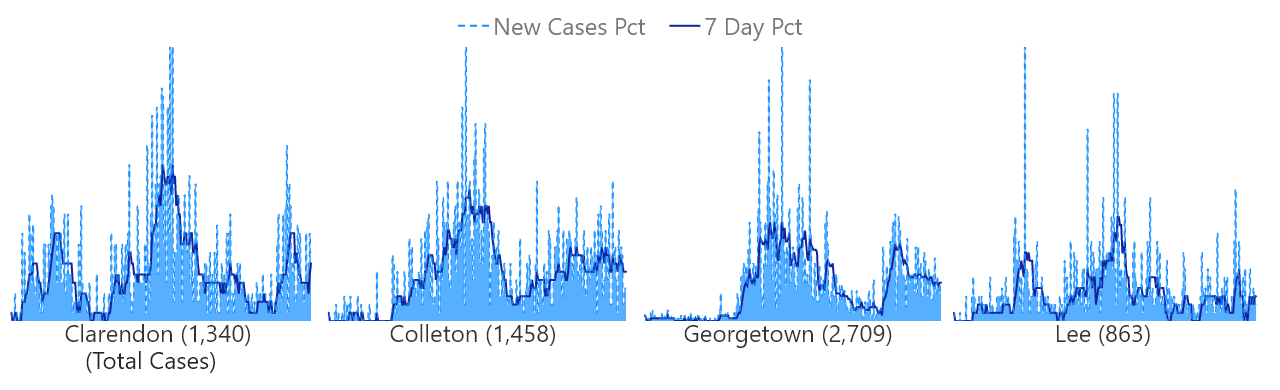 New Cases Pct 7 Day Pct
Clarendon (1,340) Colleton (1,458) Georgetown (2,709) Lee (863)
(Total Cases)